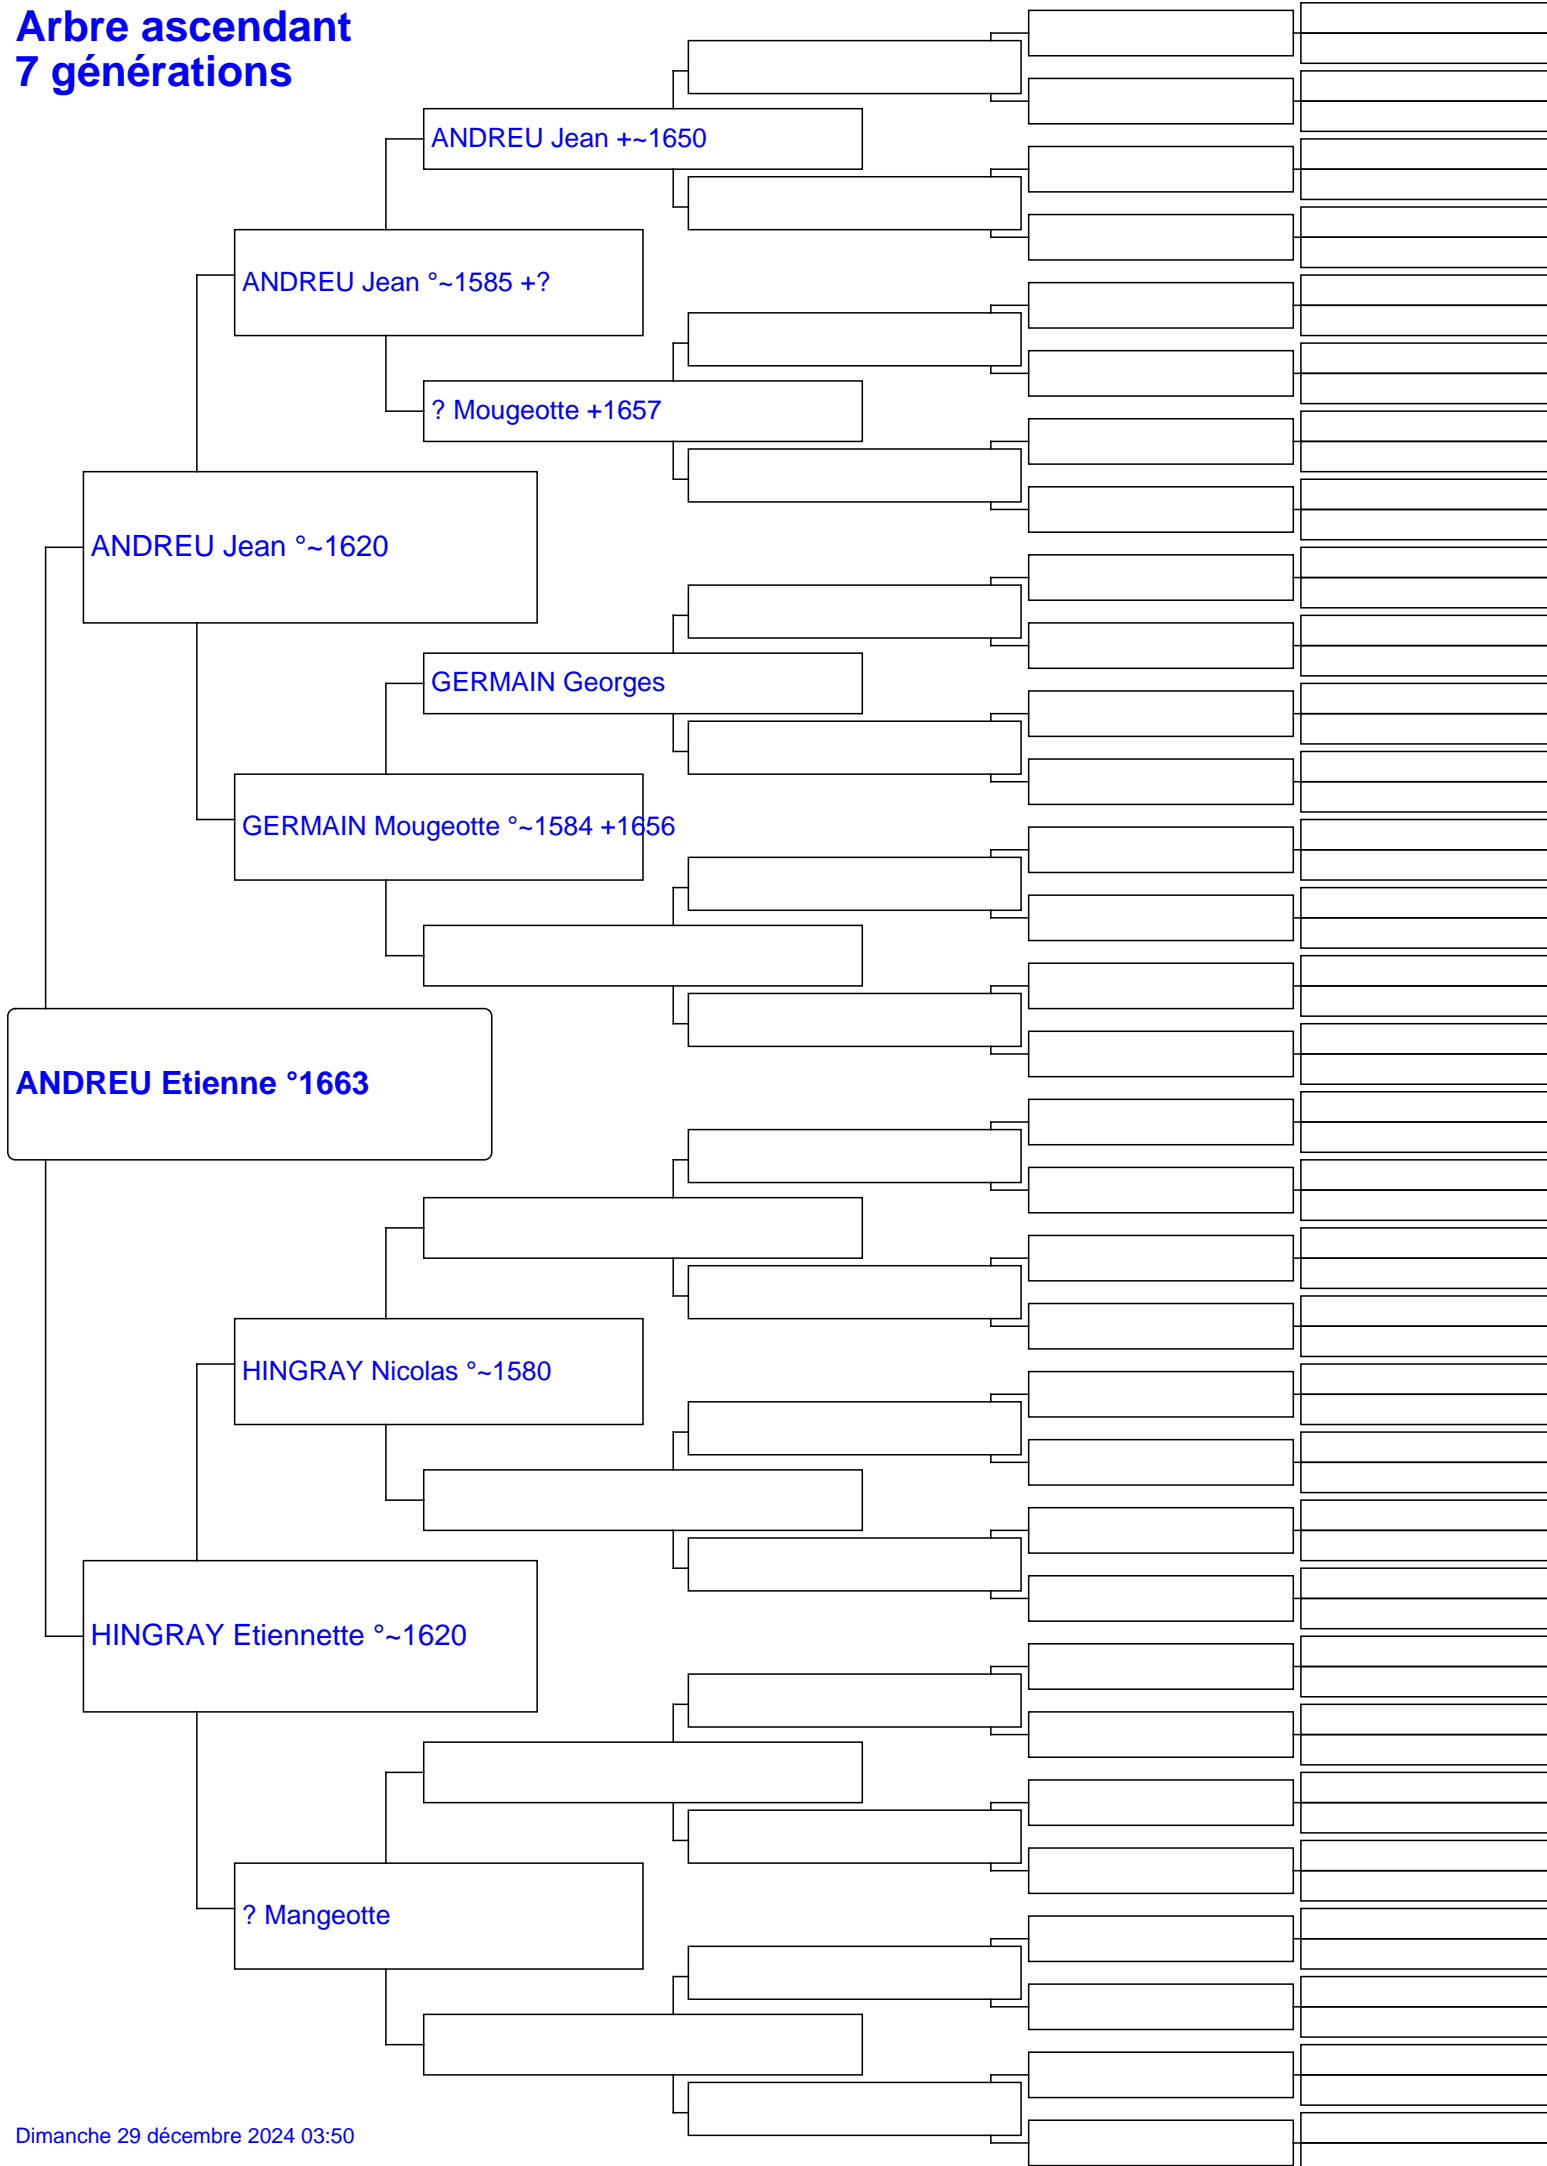 Arbre ascendant
7 générations
ANDREU Jean +~1650
ANDREU Jean °~1585 +?
? Mougeotte +1657
ANDREU Jean °~1620
GERMAIN Georges
GERMAIN Mougeotte °~1584 +1656
ANDREU Etienne °1663
HINGRAY Nicolas °~1580
HINGRAY Etiennette °~1620
? Mangeotte
Dimanche 29 décembre 2024 03:50